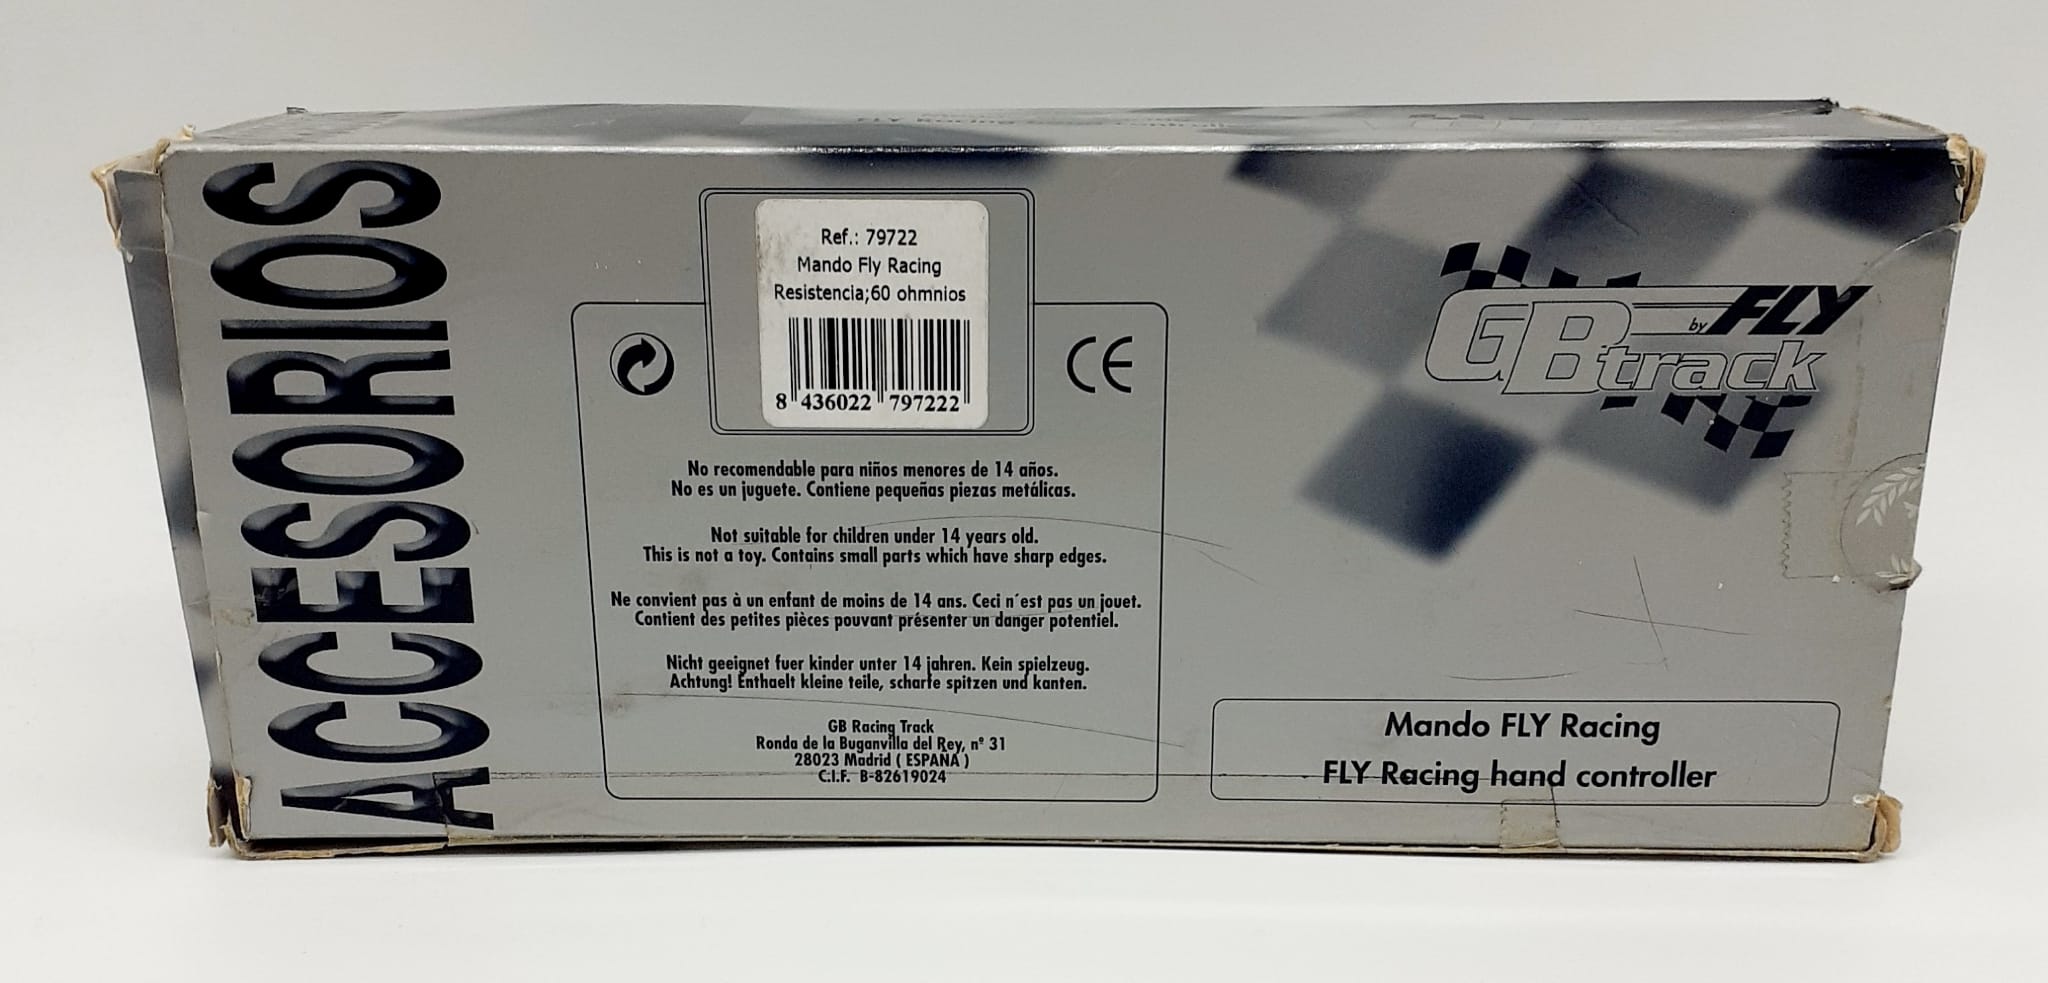 ACCESORIOS
Ref.: 79722
Mando Fly Racing
Resistencia;60 ohmnios
8 436022 797222
CE
No recomendable para niños menores de 14 años.
No es un juguete. Contiene pequeñas piezas metálicas.
Not suitable for children under 14 years old.
This is not a toy. Contains small parts which have sharp edges.
Ne convient pas à un enfant de moins de 14 ans. Ceci n´est pas un jouet.
Contient des petites pièces pouvant présenter un danger potentiel.
Nicht geeignet fuer kinder unter 14 jahren. Kein spielzeug.
Achtung! Enthaelt kleine teile, scharfe spitzen und kanten.
GB Racing Track
Ronda de la Buganvilla del Rey, nº 31
28023 Madrid ( ESPAÑA )
C.I.F. B-82619024
GB by FLY
track
Mando FLY Racing
FLY Racing hand controller